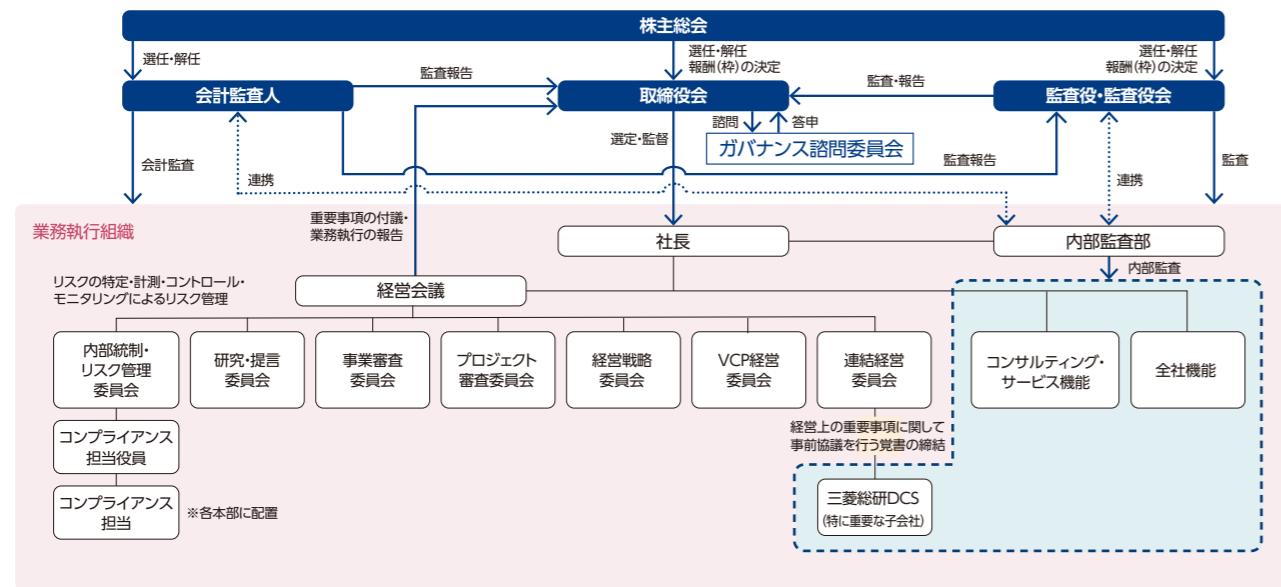 株主総会
選任・解任
選任・解任
報酬(枠)の決定
選任・解任
報酬(枠)の決定
監査報告
監査・報告
会計監査人
取締役会
監査役・監査役会
諮問
答申
選定・監督
ガバナンス諮問委員会
会計監査
監査報告
監査
連携
連携
重要事項の付議・
業務執行の報告
業務執行組織
社長
内部監査部
内部監査
リスクの特定・計測・コントロール・
モニタリングによるリスク管理
経営会議
内部統制・
リスク管理
委員会
研究・提言
委員会
事業審査
委員会
プロジェクト
審査委員会
経営戦略
委員会
VCP経営
委員会
連結経営
委員会
コンサルティング・
サービス機能
全社機能
経営上の重要事項に関して
事前協議を行う覚書の締結
コンプライアンス
担当役員
コンプライアンス
担当
※各本部に配置
三菱総研DCS
(特に重要な子会社)